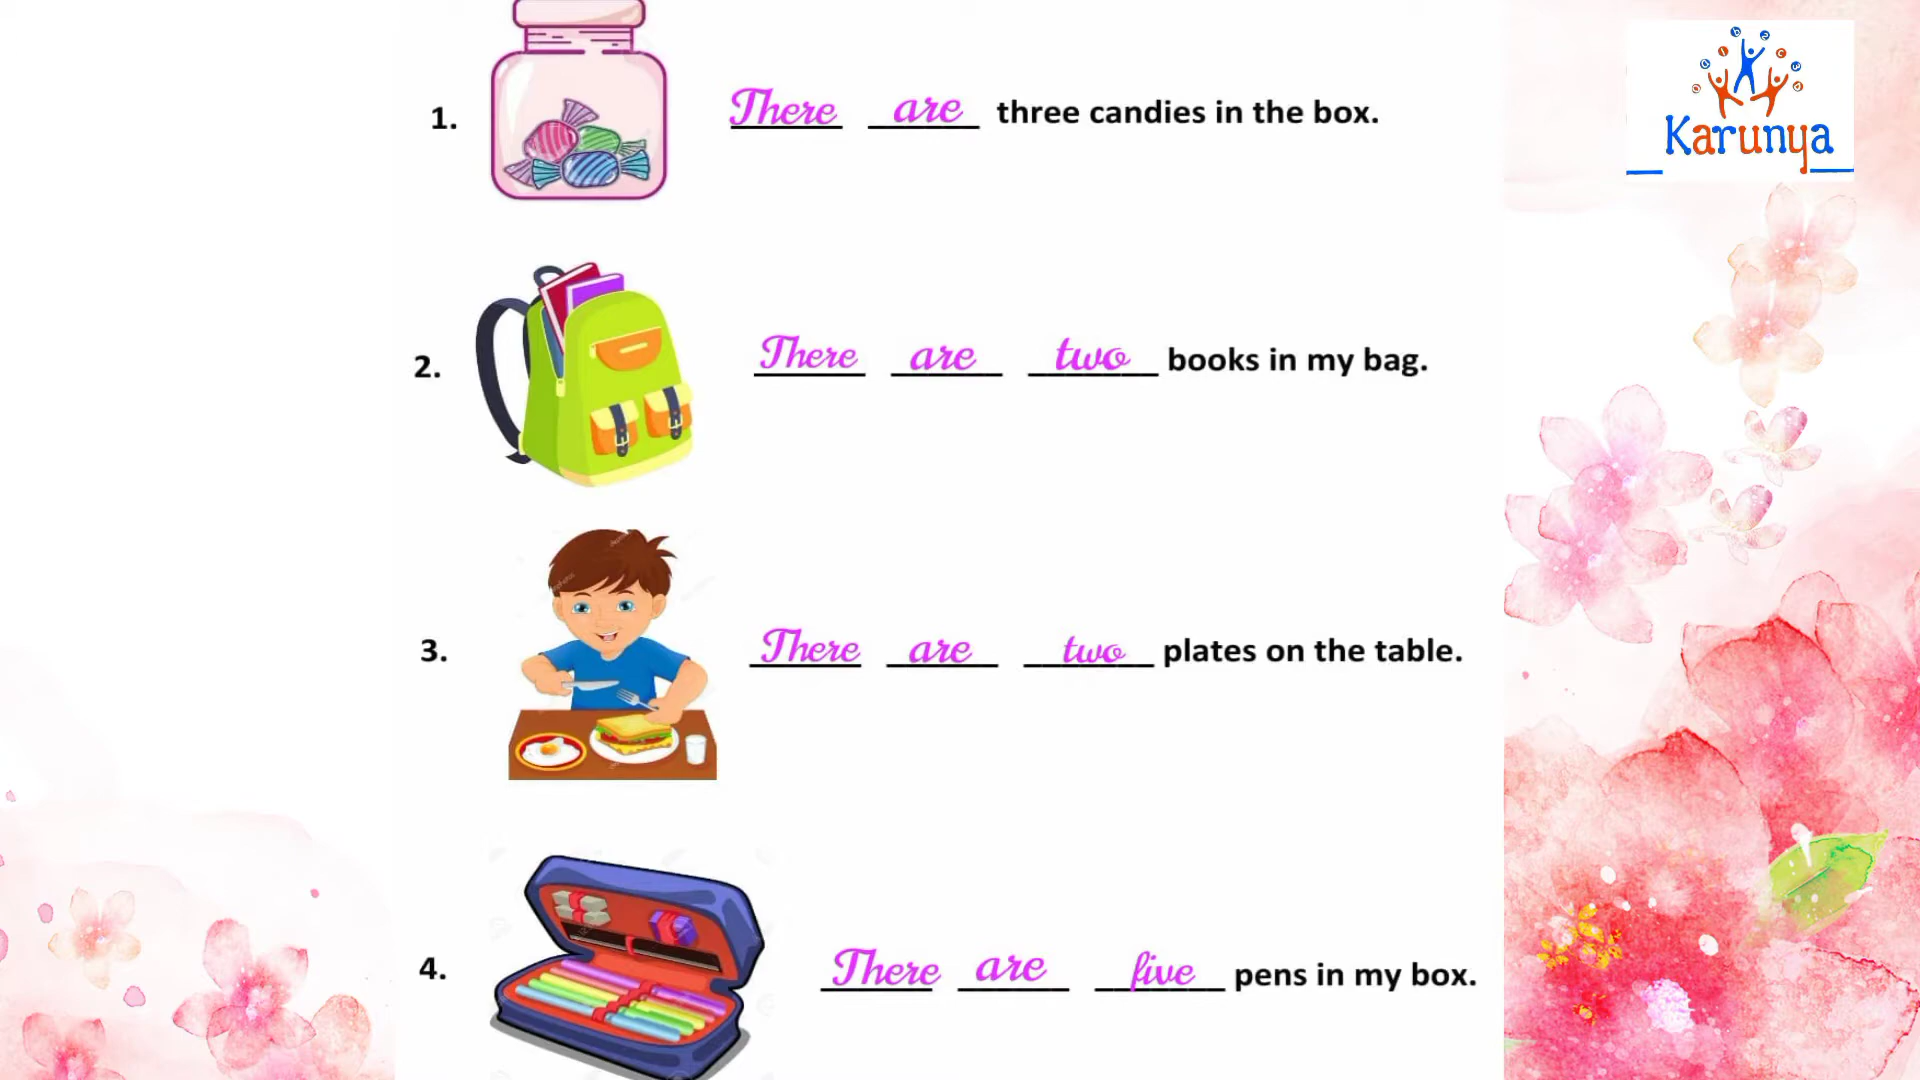 Karunya
1. There are three candies in the box.
2. There are two books in my bag.
3. There are two plates on the table.
4. There are five pens in my box.